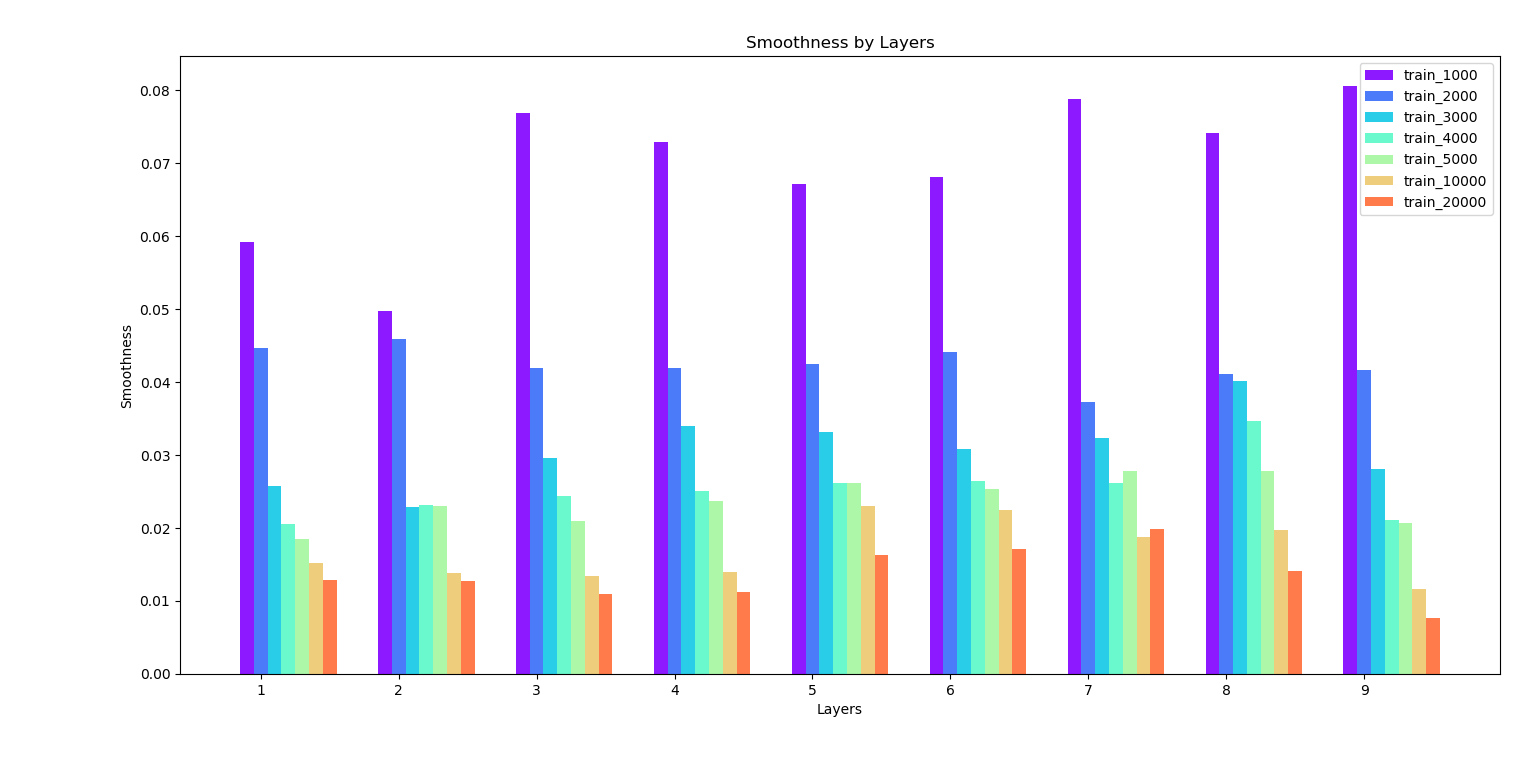 Smoothness by Layers
train_1000
train_2000
train_3000
train_4000
train_5000
train_10000
train_20000
0.08
0.07
0.06
0.05
0.04
0.03
0.02
0.01
0.00
Smoothness
1 2 3 4 5 6 7 8 9
Layers